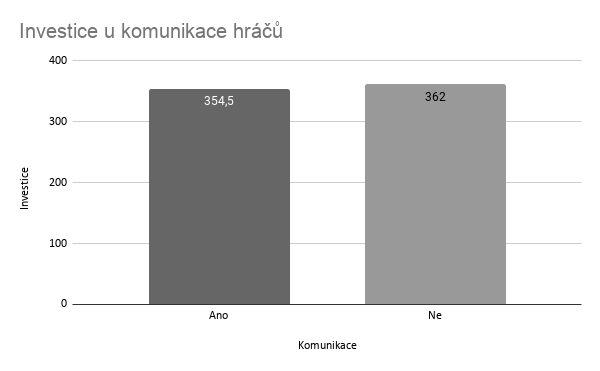 Investice u komunikace hráčů
400
300
200
100
0
Investice
354,5
362
Ano
Ne
Komunikace